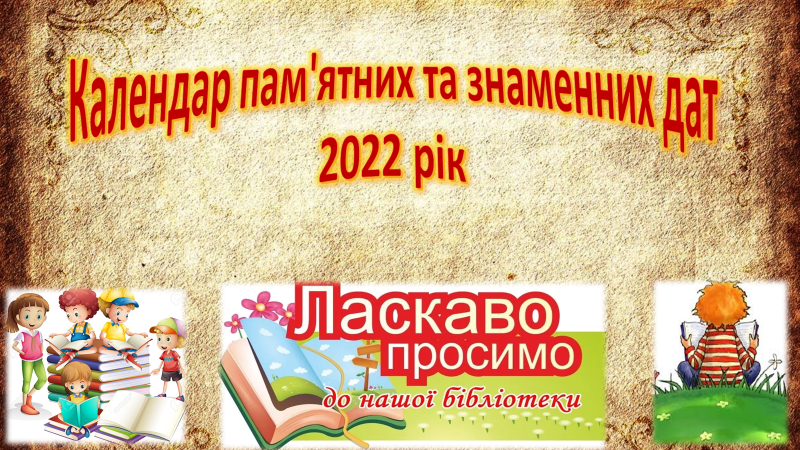 Календар пам'ятних та знаменних дат
2022 рік
Ласкаво
просимо
до нашої бібліотеки